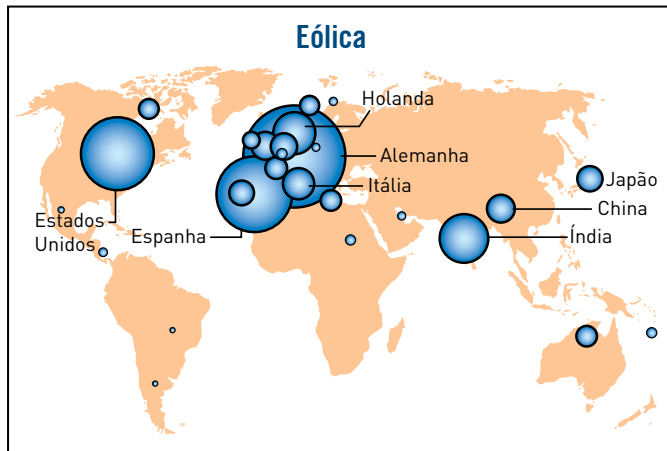 Eólica
Holanda
Alemanha
Itália
Japão
China
Estados
Unidos
Espanha
Índia